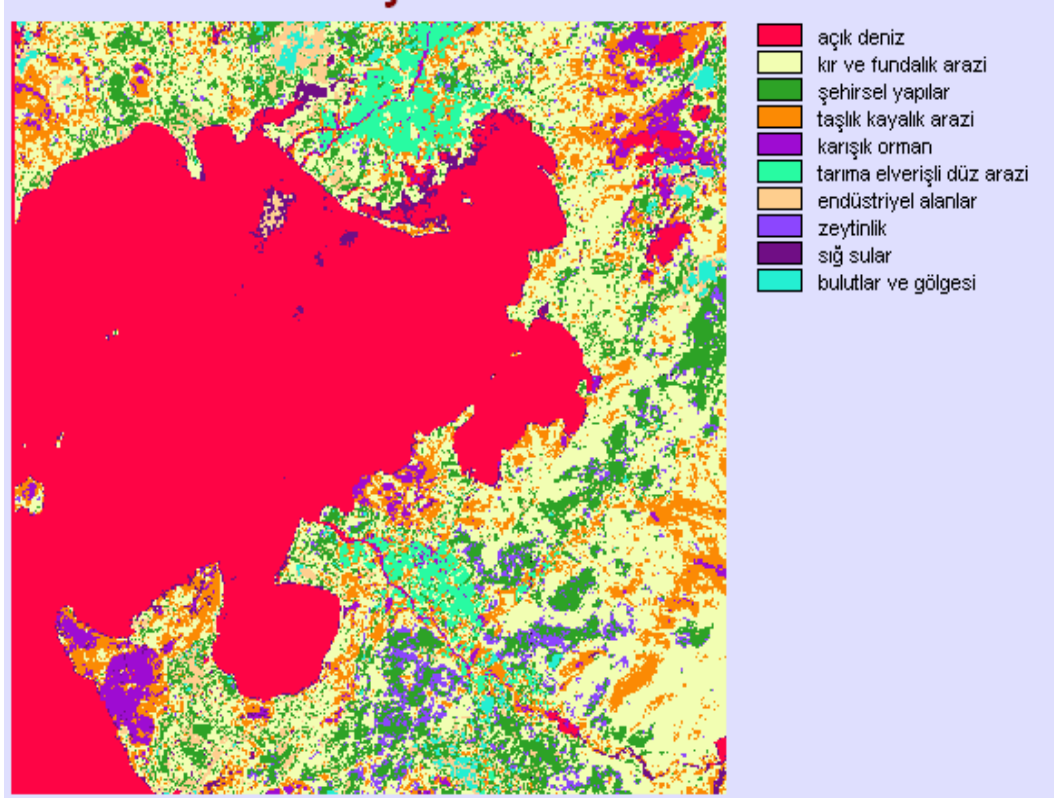 açık deniz
kır ve fundalık arazi
şehirsel yapılar
taşlık kayalık arazi
karışık orman
tarıma elverişli düz arazi
endüstriyel alanlar
zeytinlik
sığ sular
bulutlar ve gölgesi